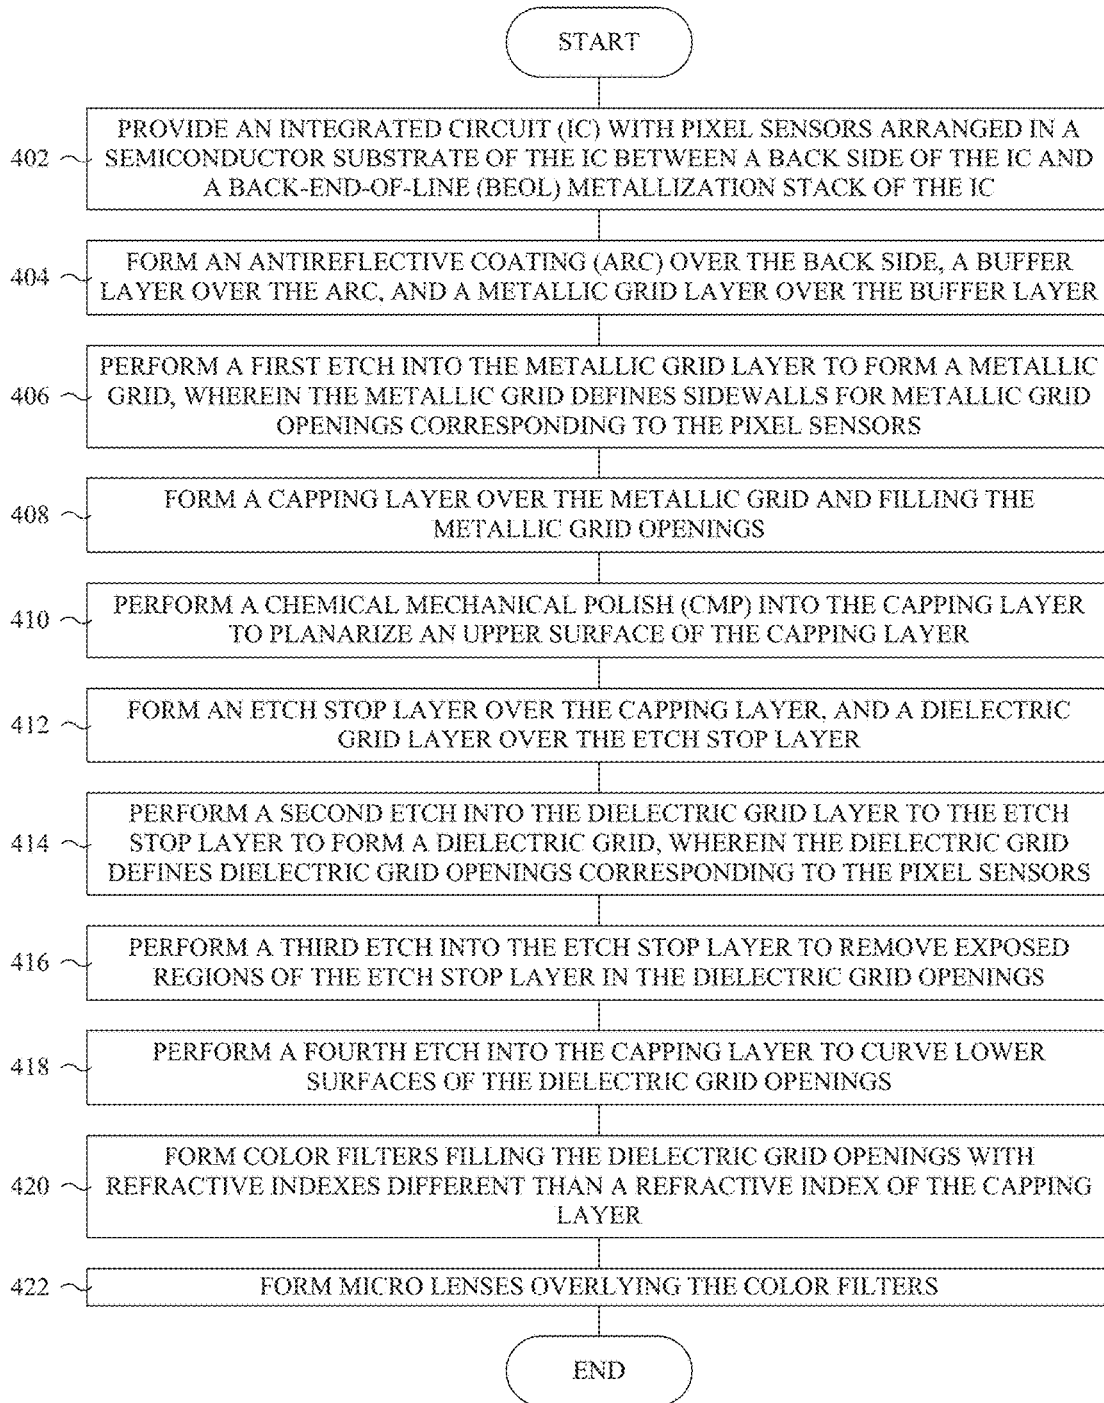 START
402
PROVIDE AN INTEGRATED CIRCUIT (IC) WITH PIXEL SENSORS ARRANGED IN A
SEMICONDUCTOR SUBSTRATE OF THE IC BETWEEN A BACK SIDE OF THE IC AND
A BACK-END-OF-LINE (BEOL) METALLIZATION STACK OF THE IC
404
FORM AN ANTIREFLECTIVE COATING (ARC) OVER THE BACK SIDE, A BUFFER
LAYER OVER THE ARC, AND A METALLIC GRID LAYER OVER THE BUFFER LAYER
406
PERFORM A FIRST ETCH INTO THE METALLIC GRID LAYER TO FORM A METALLIC
GRID, WHEREIN THE METALLIC GRID DEFINES SIDEWALLS FOR METALLIC GRID
OPENINGS CORRESPONDING TO THE PIXEL SENSORS
408
FORM A CAPPING LAYER OVER THE METALLIC GRID AND FILLING THE
METALLIC GRID OPENINGS
410
PERFORM A CHEMICAL MECHANICAL POLISH (CMP) INTO THE CAPPING LAYER
TO PLANARIZE AN UPPER SURFACE OF THE CAPPING LAYER
412
FORM AN ETCH STOP LAYER OVER THE CAPPING LAYER, AND A DIELECTRIC
GRID LAYER OVER THE ETCH STOP LAYER
414
PERFORM A SECOND ETCH INTO THE DIELECTRIC GRID LAYER TO THE ETCH
STOP LAYER TO FORM A DIELECTRIC GRID, WHEREIN THE DIELECTRIC GRID
DEFINES DIELECTRIC GRID OPENINGS CORRESPONDING TO THE PIXEL SENSORS
416
PERFORM A THIRD ETCH INTO THE ETCH STOP LAYER TO REMOVE EXPOSED
REGIONS OF THE ETCH STOP LAYER IN THE DIELECTRIC GRID OPENINGS
418
PERFORM A FOURTH ETCH INTO THE CAPPING LAYER TO CURVE LOWER
SURFACES OF THE DIELECTRIC GRID OPENINGS
420
FORM COLOR FILTERS FILLING THE DIELECTRIC GRID OPENINGS WITH
REFRACTIVE INDEXES DIFFERENT THAN A REFRACTIVE INDEX OF THE CAPPING
LAYER
422
FORM MICRO LENSES OVERLYING THE COLOR FILTERS
END